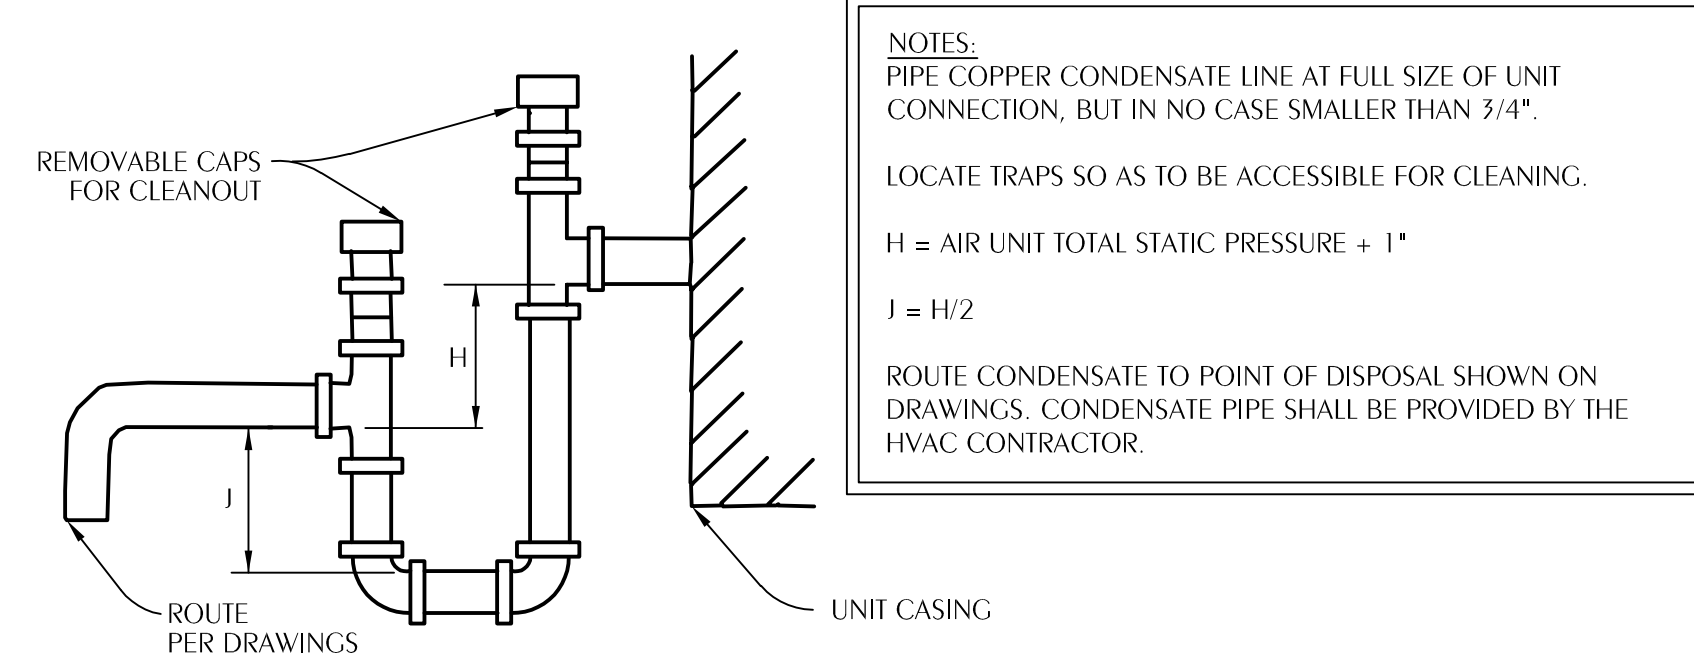 REMOVABLE CAPS
FOR CLEANOUT
H
J
ROUTE
PER DRAWINGS
UNIT CASING
NOTES:
PIPE COPPER CONDENSATE LINE AT FULL SIZE OF UNIT
CONNECTION, BUT IN NO CASE SMALLER THAN 3/4".
LOCATE TRAPS SO AS TO BE ACCESSIBLE FOR CLEANING.
H = AIR UNIT TOTAL STATIC PRESSURE + 1"
J = H/2
ROUTE CONDENSATE TO POINT OF DISPOSAL SHOWN ON
DRAWINGS. CONDENSATE PIPE SHALL BE PROVIDED BY THE
HVAC CONTRACTOR.